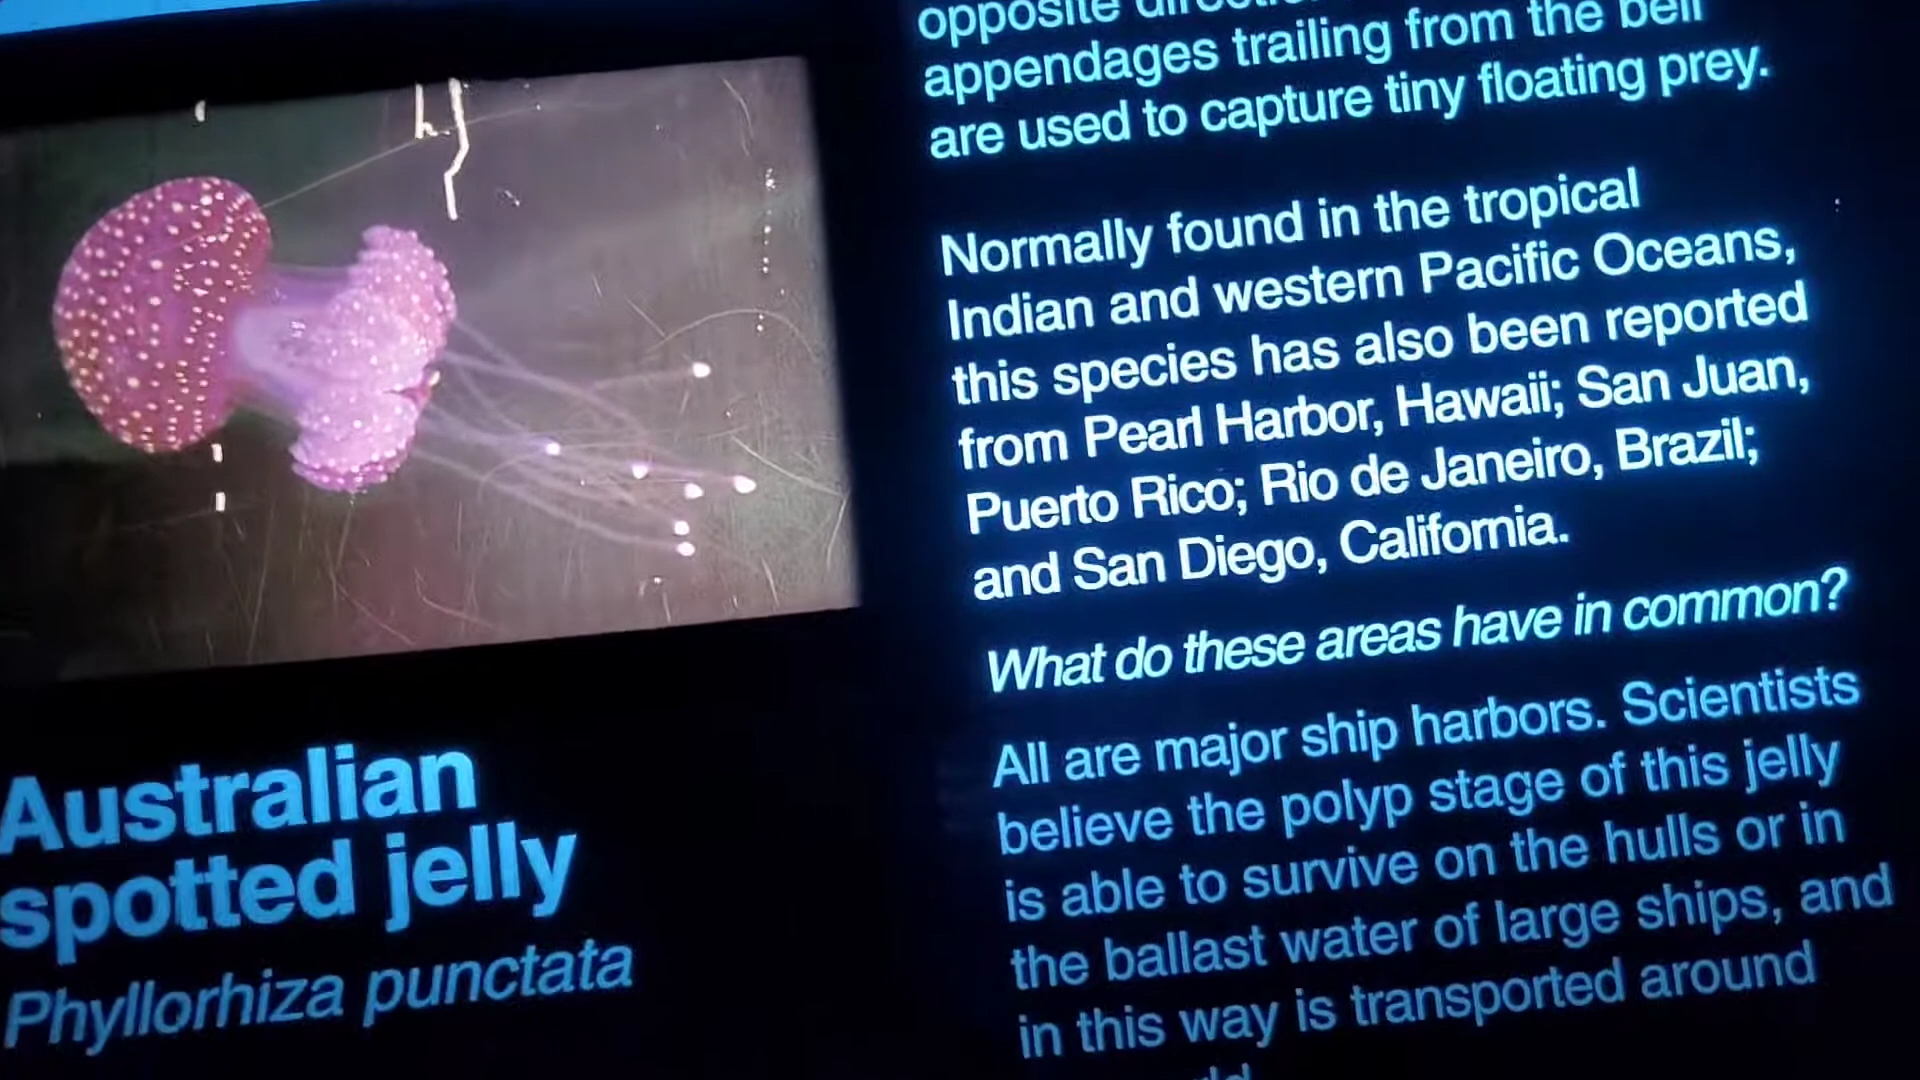 Australian
spotted jelly
Phyllorhiza punctata
opposite
appendages trailing from the bell
are used to capture tiny floating prey.
Normally found in the tropical
Indian and western Pacific Oceans,
this species has also been reported
from Pearl Harbor, Hawaii; San Juan,
Puerto Rico; Rio de Janeiro, Brazil;
and San Diego, California.
What do these areas have in common?
All are major ship harbors. Scientists
believe the polyp stage of this jelly
is able to survive on the hulls or in
the ballast water of large ships, and
in this way is transported around